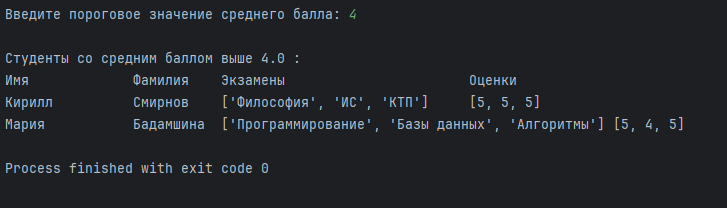 Введите пороговое значение среднего балла: 4
Студенты со средним баллом выше 4.0 :
Имя Фамилия Экзамены Оценки
Кирилл Смирнов ['Философия', 'ИС', 'КТП'] [5, 5, 5]
Мария Бадамшина ['Программирование', 'Базы данных', 'Алгоритмы'] [5, 4, 5]
Process finished with exit code 0